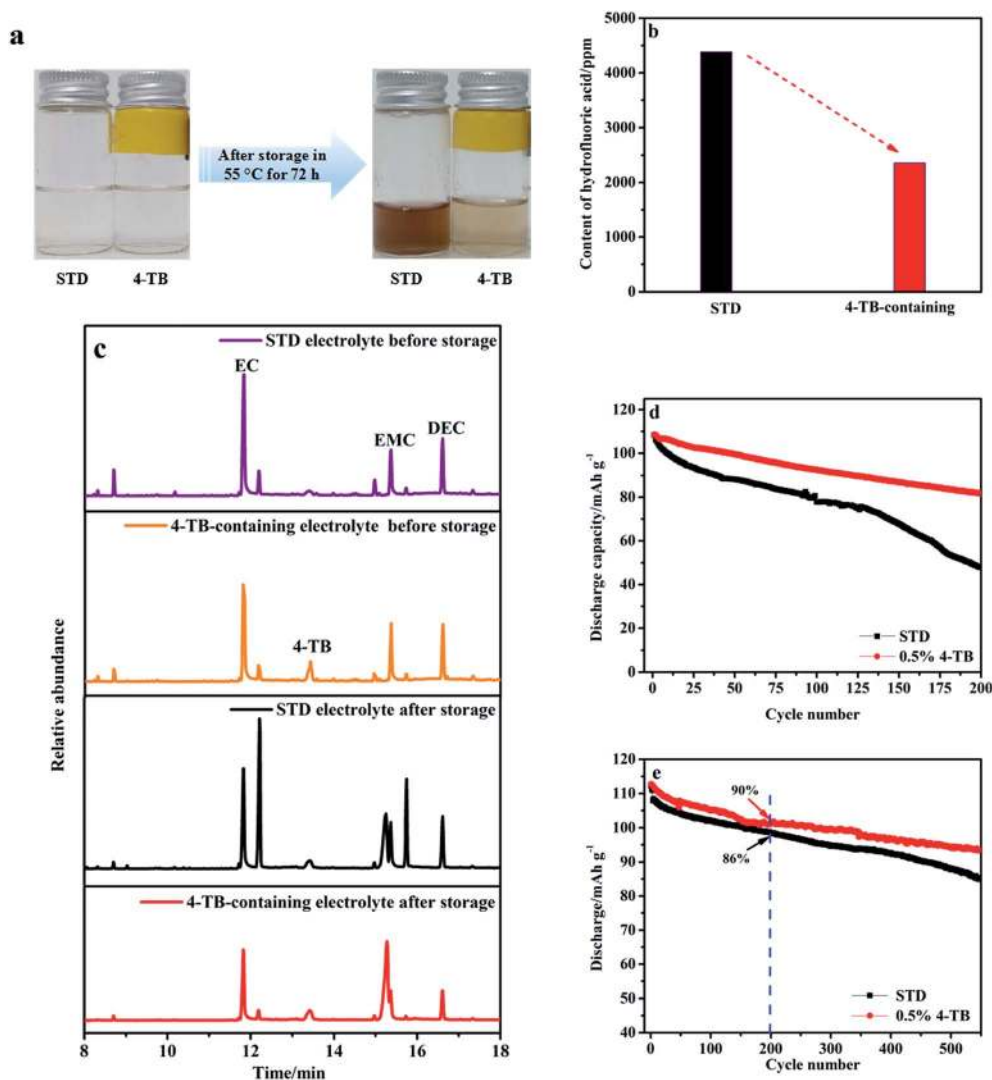 a
After storage in
55 °C for 72 h
STD
4-TB
STD
4-TB
b
Content of hydrofluoric acid/ppm
5000
4000
3000
2000
1000
0
STD
4-TB-containing
c
STD electrolyte before storage
EC
EMC
DEC
4-TB-containing electrolyte before storage
4-TB
STD electrolyte after storage
4-TB-containing electrolyte after storage
Relative abundance
8
10
12
14
16
18
Time/min
d
Discharge capacity/mAh g⁻¹
120
100
80
60
40
20
0
STD
0.5% 4-TB
0
25
50
75
100
125
150
175
200
Cycle number
e
Discharge/mAh g⁻¹
120
110
100
90
80
70
60
50
40
90%
86%
STD
0.5% 4-TB
0
100
200
300
400
500
Cycle number